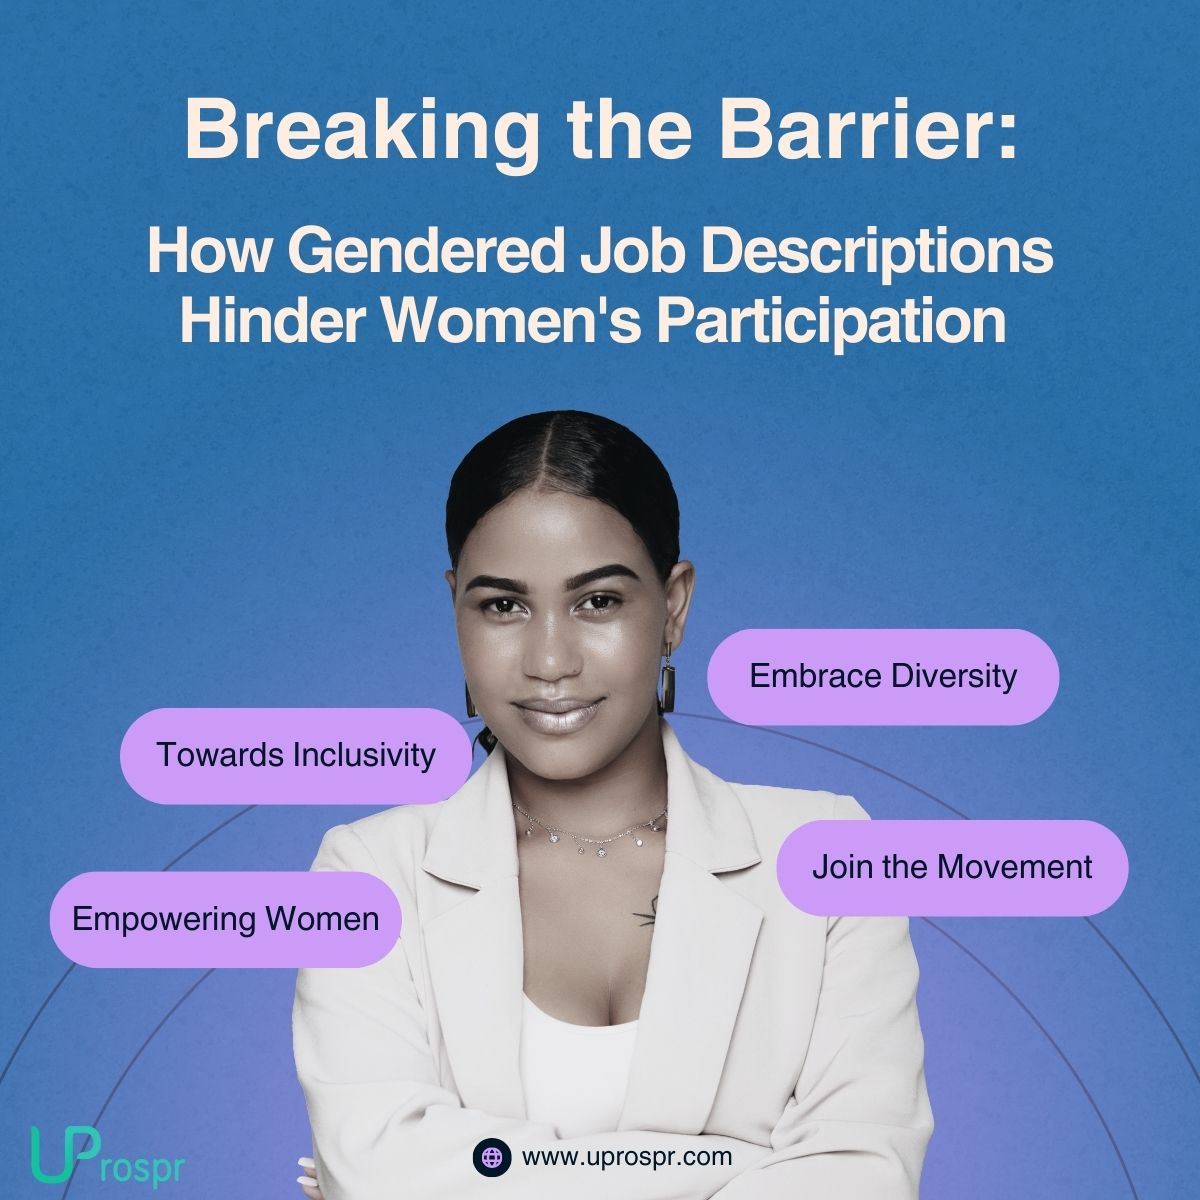 Breaking the Barrier:
How Gendered Job Descriptions
Hinder Women's Participation
Embrace Diversity
Towards Inclusivity
Join the Movement
Empowering Women
UProspr
www.uprospr.com